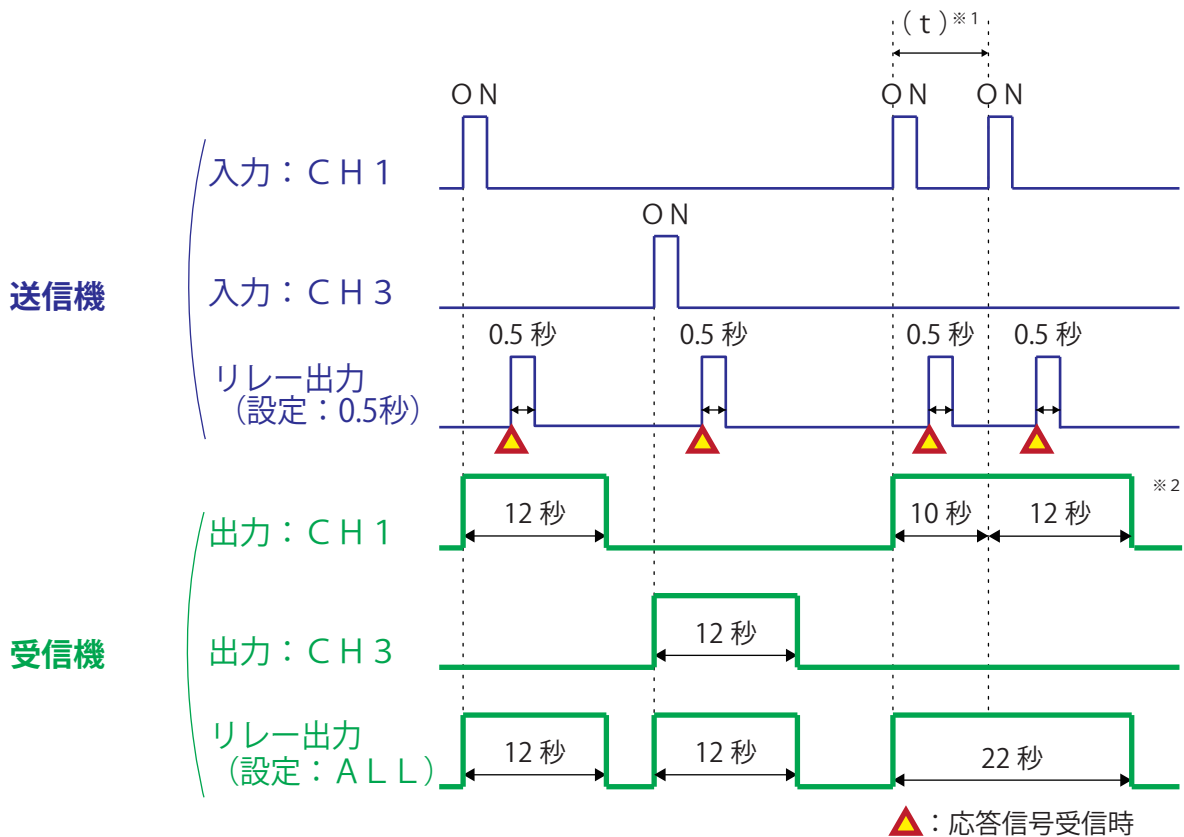 (ｔ)※1
ＯＮ ＯＮ ＯＮ
入力：ＣＨ1
ＯＮ
送信機
入力：ＣＨ3
0.5 秒 0.5 秒 0.5 秒 0.5 秒
リレー出力
（設定：0.5秒）
※2
出力：ＣＨ1
12 秒 10 秒 12 秒
受信機
出力：ＣＨ3
12 秒
リレー出力
（設定：ＡＬＬ）
12 秒 12 秒 22 秒
：応答信号受信時